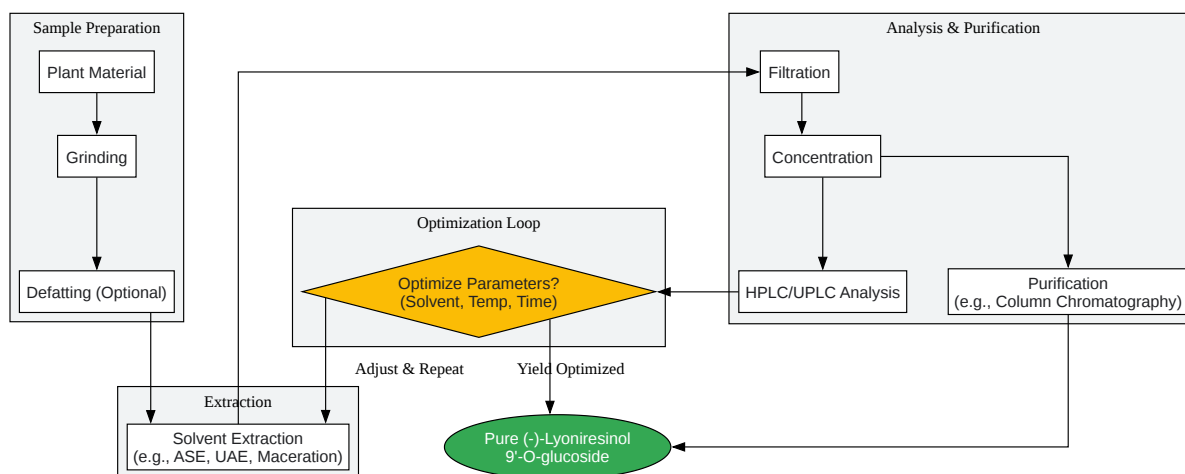 Sample Preparation
Plant Material
Grinding
Defatting (Optional)
Extraction
Solvent Extraction
(e.g., ASE, UAE, Maceration)
Optimization Loop
Optimize Parameters?
(Solvent, Temp, Time)
Adjust & Repeat
Yield Optimized
Pure (-)-Lyoniresinol
9'-O-glucoside
Analysis & Purification
Filtration
Concentration
HPLC/UPLC Analysis
Purification
(e.g., Column Chromatography)